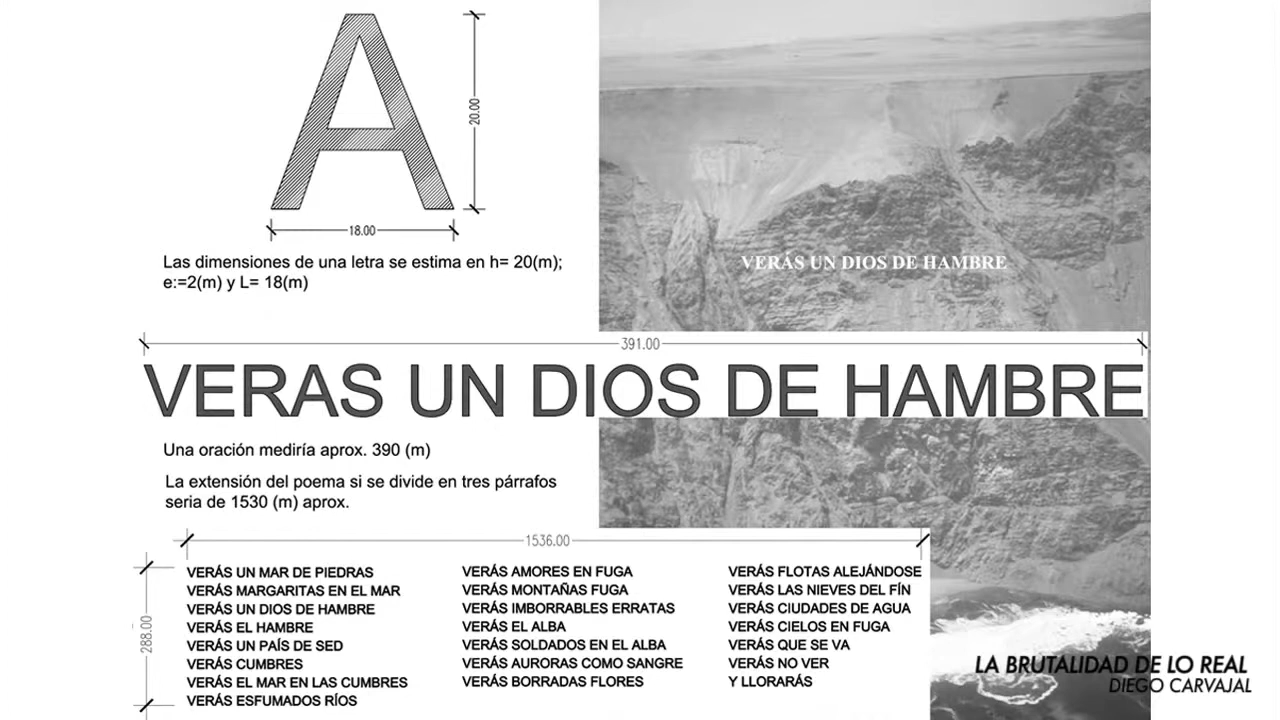 20.00
18.00
Las dimensiones de una letra se estima en h= 20(m);
e:=2(m) y L= 18(m)
VERÁS UN DIOS DE HAMBRE
391.00
VERAS UN DIOS DE HAMBRE
Una oración mediría aprox. 390 (m)
La extensión del poema si se divide en tres párrafos
seria de 1530 (m) aprox.
1536.00
288.00
VERÁS UN MAR DE PIEDRAS
VERÁS MARGARITAS EN EL MAR
VERÁS UN DIOS DE HAMBRE
VERÁS EL HAMBRE
VERÁS UN PAÍS DE SED
VERÁS CUMBRES
VERÁS EL MAR EN LAS CUMBRES
VERÁS ESFUMADOS RÍOS
VERÁS AMORES EN FUGA
VERÁS MONTAÑAS FUGA
VERÁS IMBORRABLES ERRATAS
VERÁS EL ALBA
VERÁS SOLDADOS EN EL ALBA
VERÁS AURORAS COMO SANGRE
VERÁS BORRADAS FLORES
VERÁS FLOTAS ALEJÁNDOSE
VERÁS LAS NIEVES DEL FÍN
VERÁS CIUDADES DE AGUA
VERÁS CIELOS EN FUGA
VERÁS QUE SE VA
VERÁS NO VER
Y LLORARÁS
LA BRUTALIDAD DE LO REAL
DIEGO CARVAJAL
A